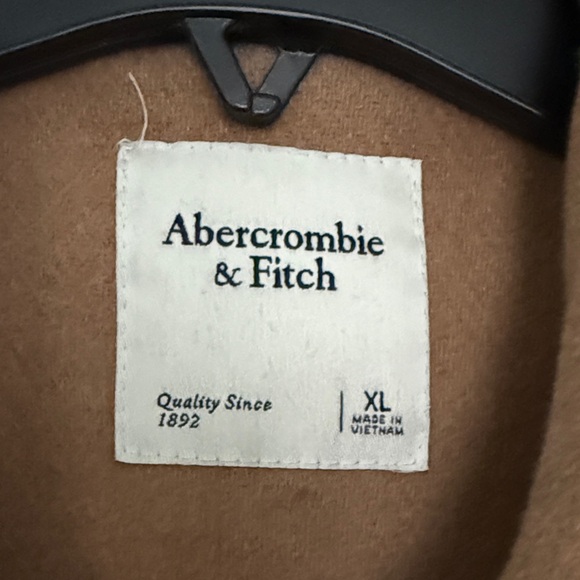 Abercrombie
& Fitch
Quality Since
1892
XL
MADE IN
VIETNAM